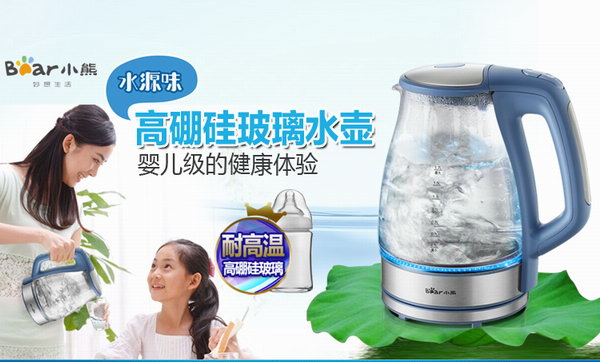 Bear小熊
妙想生活
水源味
高硼硅玻璃水壶
婴儿级的健康体验
耐高温
高硼硅玻璃
Bear小熊